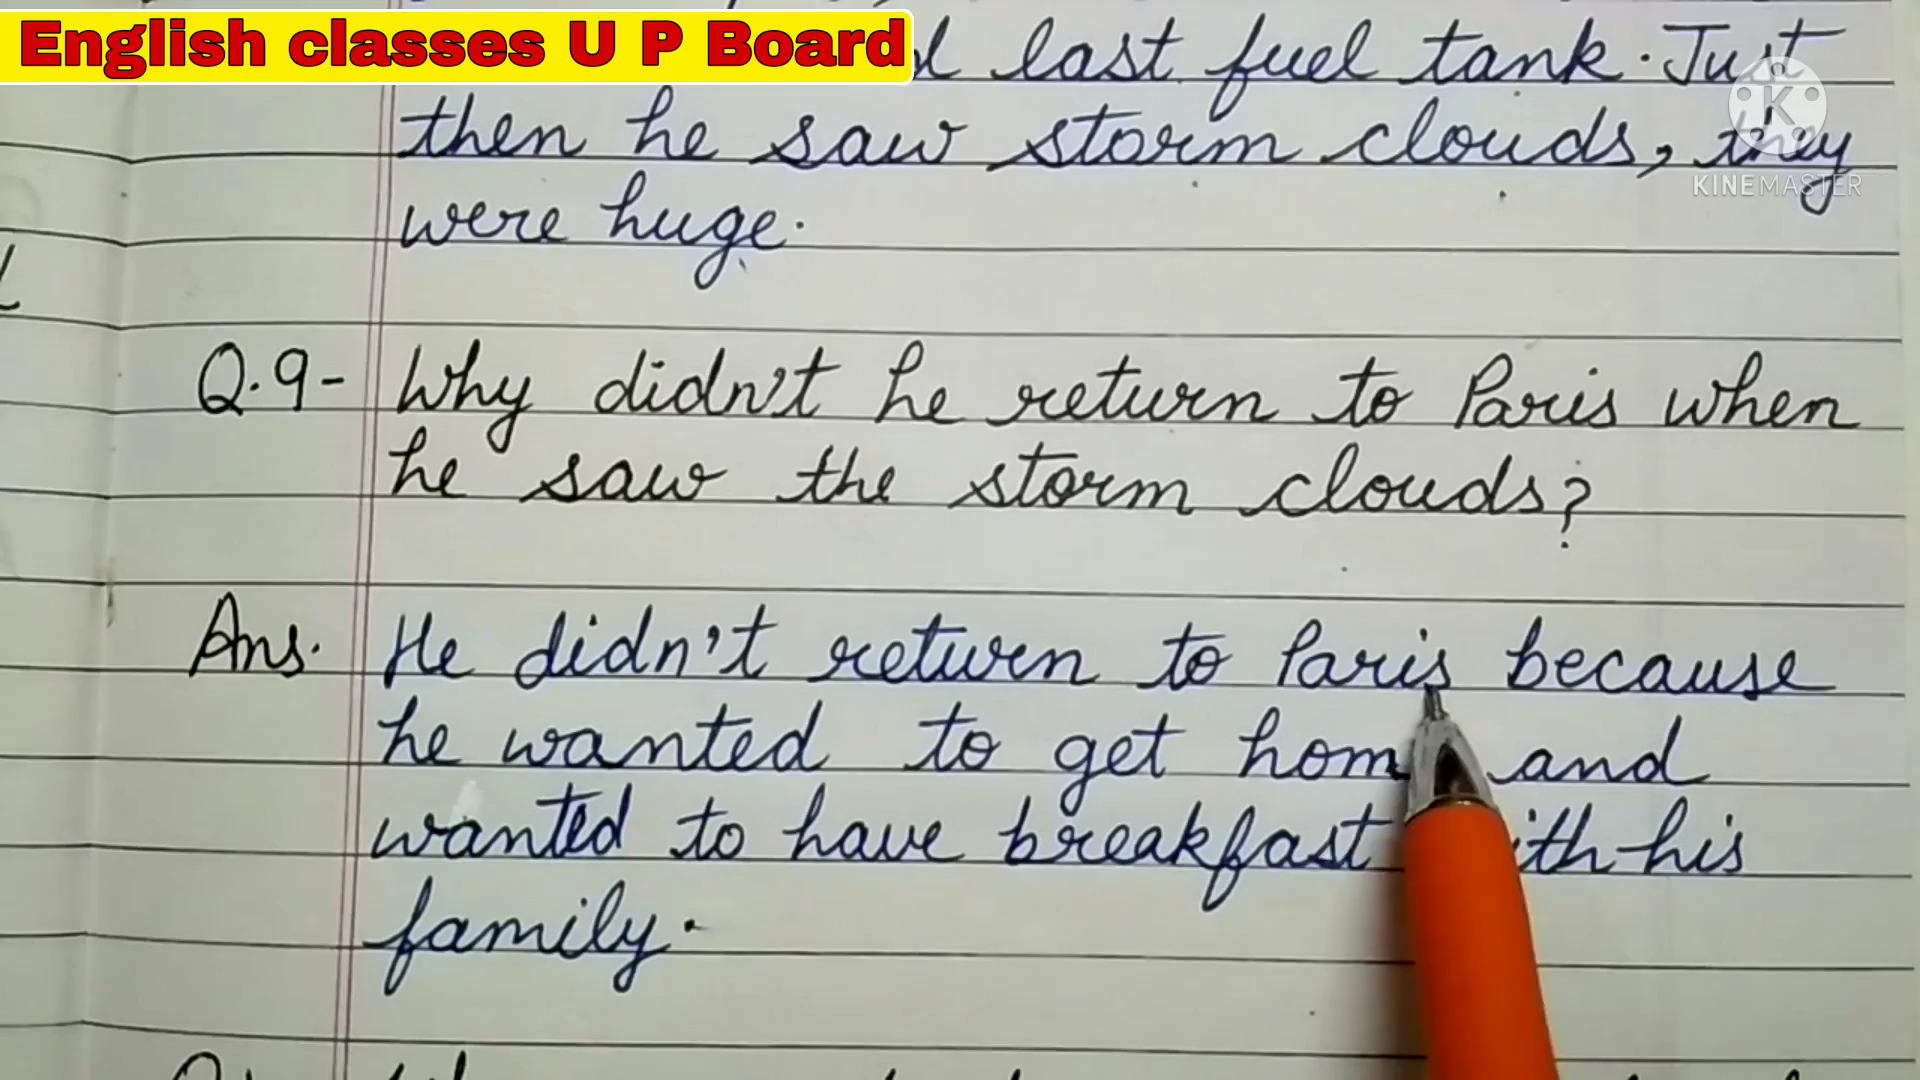 English classes U P Board
last fuel tank. Just
then he saw storm clouds, they
KINEMASTER
were huge.
Q.9- Why didn't he return to Paris when
he saw the storm clouds?
Ans. He didn't return to Paris because
he wanted to get hom and
wanted to have breakfast ith his
family.